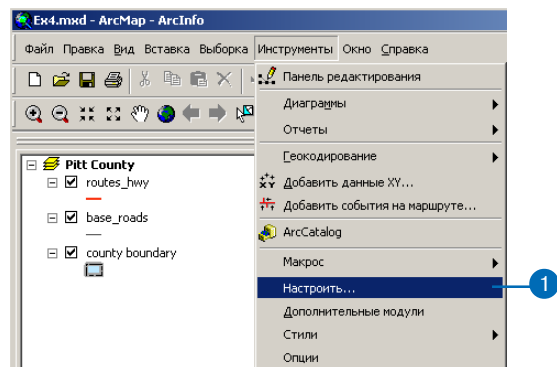 Ex4.mxd - ArcMap - ArcInfo
Файл Правка Вид Вставка Выборка Инструменты Окно Справка
Панель редактирования
Диаграммы
Отчеты
Геокодирование
Добавить данные XY...
Добавить события на маршруте...
ArcCatalog
Макрос
Настроить...
1
Дополнительные модули
Стили
Опции
Pitt County
routes_hwy
base_roads
county boundary